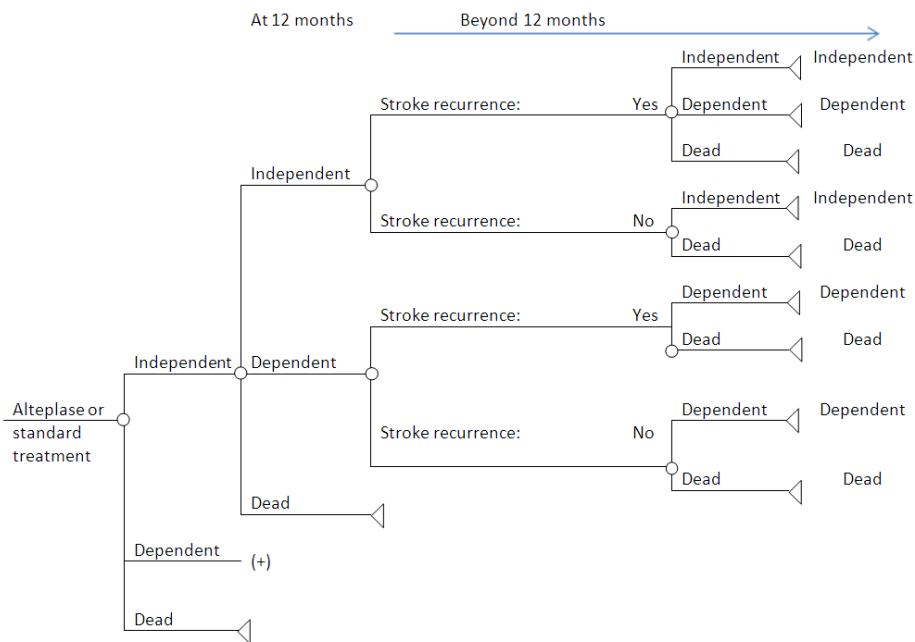 At 12 months Beyond 12 months
Independent Independent
Stroke recurrence: Yes Dependent Dependent
Dead Dead
Independent
Independent Independent
Stroke recurrence: No
Dead Dead
Dependent Dependent
Stroke recurrence: Yes
Dead Dead
Independent Dependent
Alteplase or
standard
treatment
Dependent Dependent
Stroke recurrence: No
Dead Dead
Dead
Dependent (+)
Dead